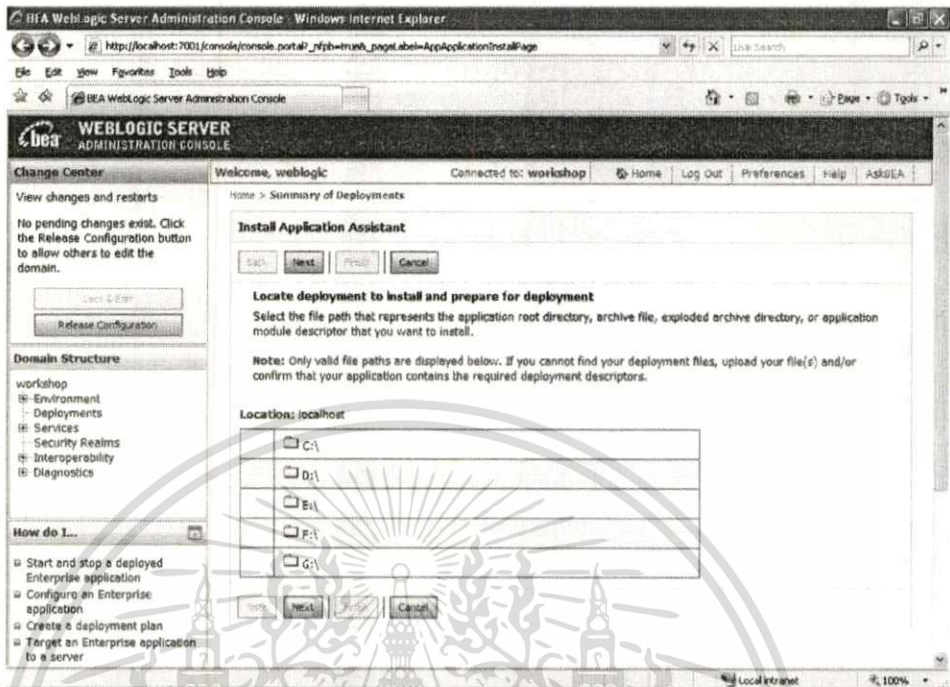 BEA WebLogic Server Administration Console - Windows Internet Explorer
http://localhost:7001/console/console.portal?_nfpb=true&_pageLabel=AppApplicationInstallPage
Live Search
File Edit View Favorites Tools Help
BEA WebLogic Server Administration Console
Page Tools
bea WEBLOGIC SERVER
ADMINISTRATION CONSOLE
Change Center
View changes and restarts
No pending changes exist. Click
the Release Configuration button
to allow others to edit the
domain.
Lock & Edit
Release Configuration
Domain Structure
workshop
Environment
Deployments
Services
Security Realms
Interoperability
Diagnostics
How do I...
Start and stop a deployed
Enterprise application
Configure an Enterprise
application
Create a deployment plan
Target an Enterprise application
to a server
Welcome, weblogic
Connected to: workshop
Home Log Out Preferences Help AskBEA
Home > Summary of Deployments
Install Application Assistant
Back Next Finish Cancel
Locate deployment to install and prepare for deployment
Select the file path that represents the application root directory, archive file, exploded archive directory, or application
module descriptor that you want to install.
Note: Only valid file paths are displayed below. If you cannot find your deployment files, upload your file(s) and/or
confirm that your application contains the required deployment descriptors.
Location: localhost
C:\
D:\
E:\
F:\
G:\
Back Next Finish Cancel
Local intranet
100%